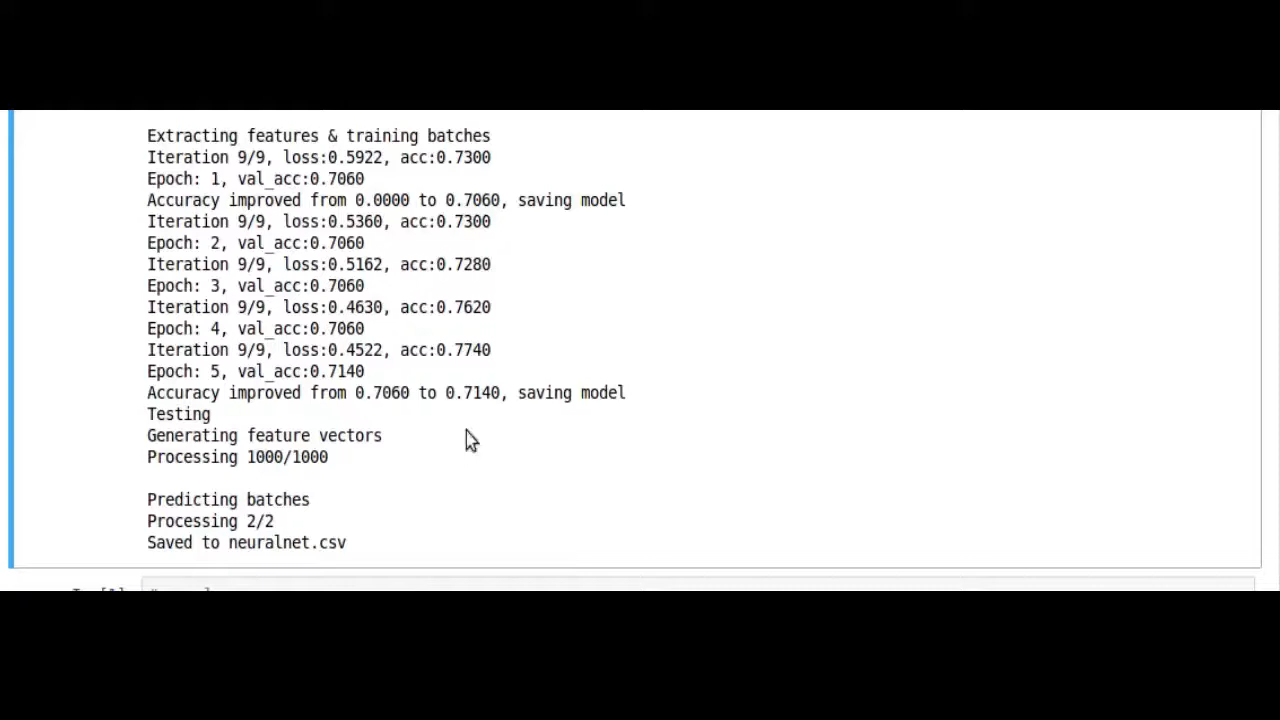 Extracting features & training batches
Iteration 9/9, loss:0.5922, acc:0.7300
Epoch: 1, val_acc:0.7060
Accuracy improved from 0.0000 to 0.7060, saving model
Iteration 9/9, loss:0.5360, acc:0.7300
Epoch: 2, val_acc:0.7060
Iteration 9/9, loss:0.5162, acc:0.7280
Epoch: 3, val_acc:0.7060
Iteration 9/9, loss:0.4630, acc:0.7620
Epoch: 4, val_acc:0.7060
Iteration 9/9, loss:0.4522, acc:0.7740
Epoch: 5, val_acc:0.7140
Accuracy improved from 0.7060 to 0.7140, saving model
Testing
Generating feature vectors
Processing 1000/1000
Predicting batches
Processing 2/2
Saved to neuralnet.csv